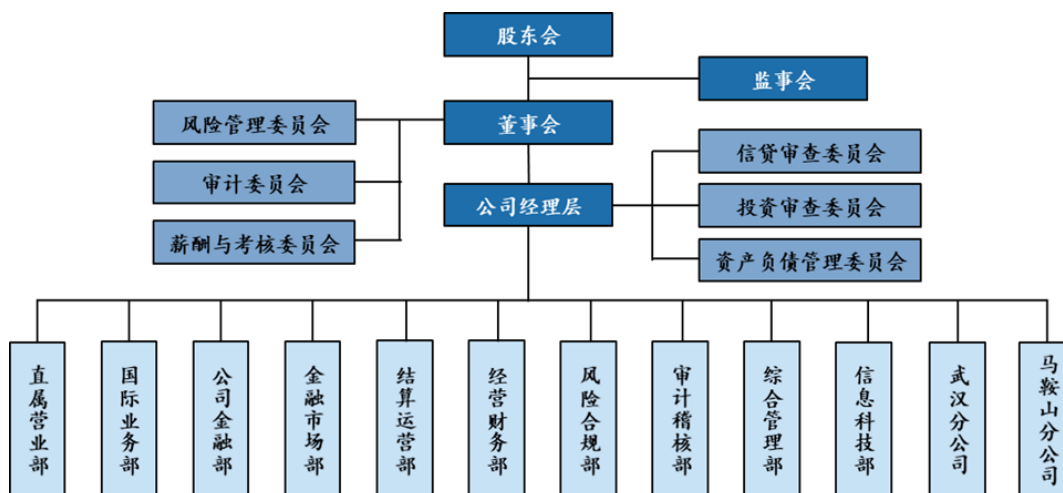 股东会
监事会
董事会
风险管理委员会
审计委员会
薪酬与考核委员会
公司经理层
信贷审查委员会
投资审查委员会
资产负债管理委员会
直属营业部
国际业务部
公司金融部
金融市场部
结算运营部
经营财务部
风险合规部
审计稽核部
综合管理部
信息科技部
武汉分公司
马鞍山分公司